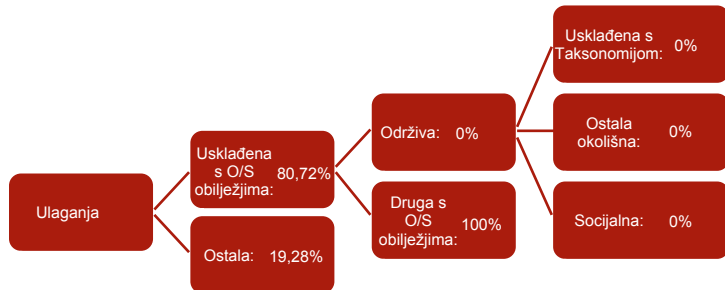 Ulaganja
Usklađena
s O/S
obilježjima:
80,72%
Ostala: 19,28%
Održiva: 0%
Druga s
O/S
obilježjima:
100%
Usklađena s
Taksonomijom:
0%
Ostala
okolišna:
0%
Socijalna: 0%